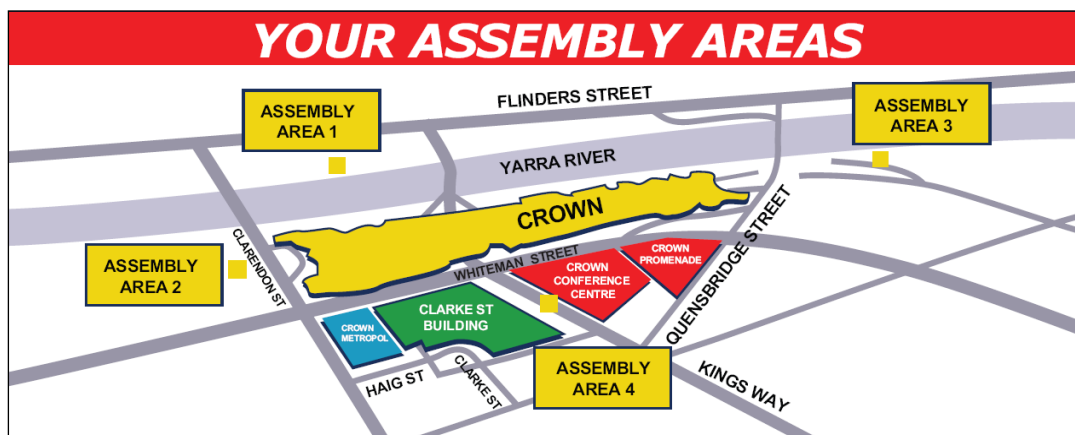 YOUR ASSEMBLY AREAS
FLINDERS STREET
ASSEMBLY
AREA 1
ASSEMBLY
AREA 3
YARRA RIVER
CROWN
CLARENDON ST
ASSEMBLY
AREA 2
WHITEMAN STREET
CROWN
PROMENADE
CROWN
CONFERENCE
CENTRE
QUENSBRIDGE STREET
CLARKE ST
BUILDING
CROWN
METROPOL
HAIG ST
CLARKE ST
ASSEMBLY
AREA 4
KINGS WAY